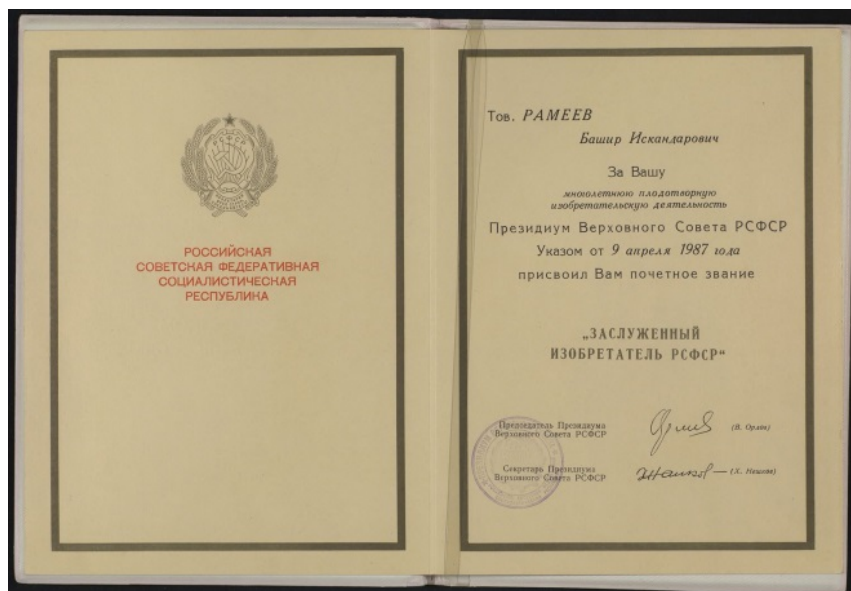 РСФСР
РОССИЙСКАЯ
СОВЕТСКАЯ ФЕДЕРАТИВНАЯ
СОЦИАЛИСТИЧЕСКАЯ
РЕСПУБЛИКА
Тов. РАМЕЕВ
Башир Искандарович
За Вашу
многолетнюю плодотворную
изобретательскую деятельность
Президиум Верховного Совета РСФСР
Указом от 9 апреля 1987 года
присвоил Вам почетное звание
„ЗАСЛУЖЕННЫЙ
ИЗОБРЕТАТЕЛЬ РСФСР“
Председатель Президиума
Верховного Совета РСФСР
(В. Орлов)
Секретарь Президиума
Верховного Совета РСФСР
(Х. Нешков)